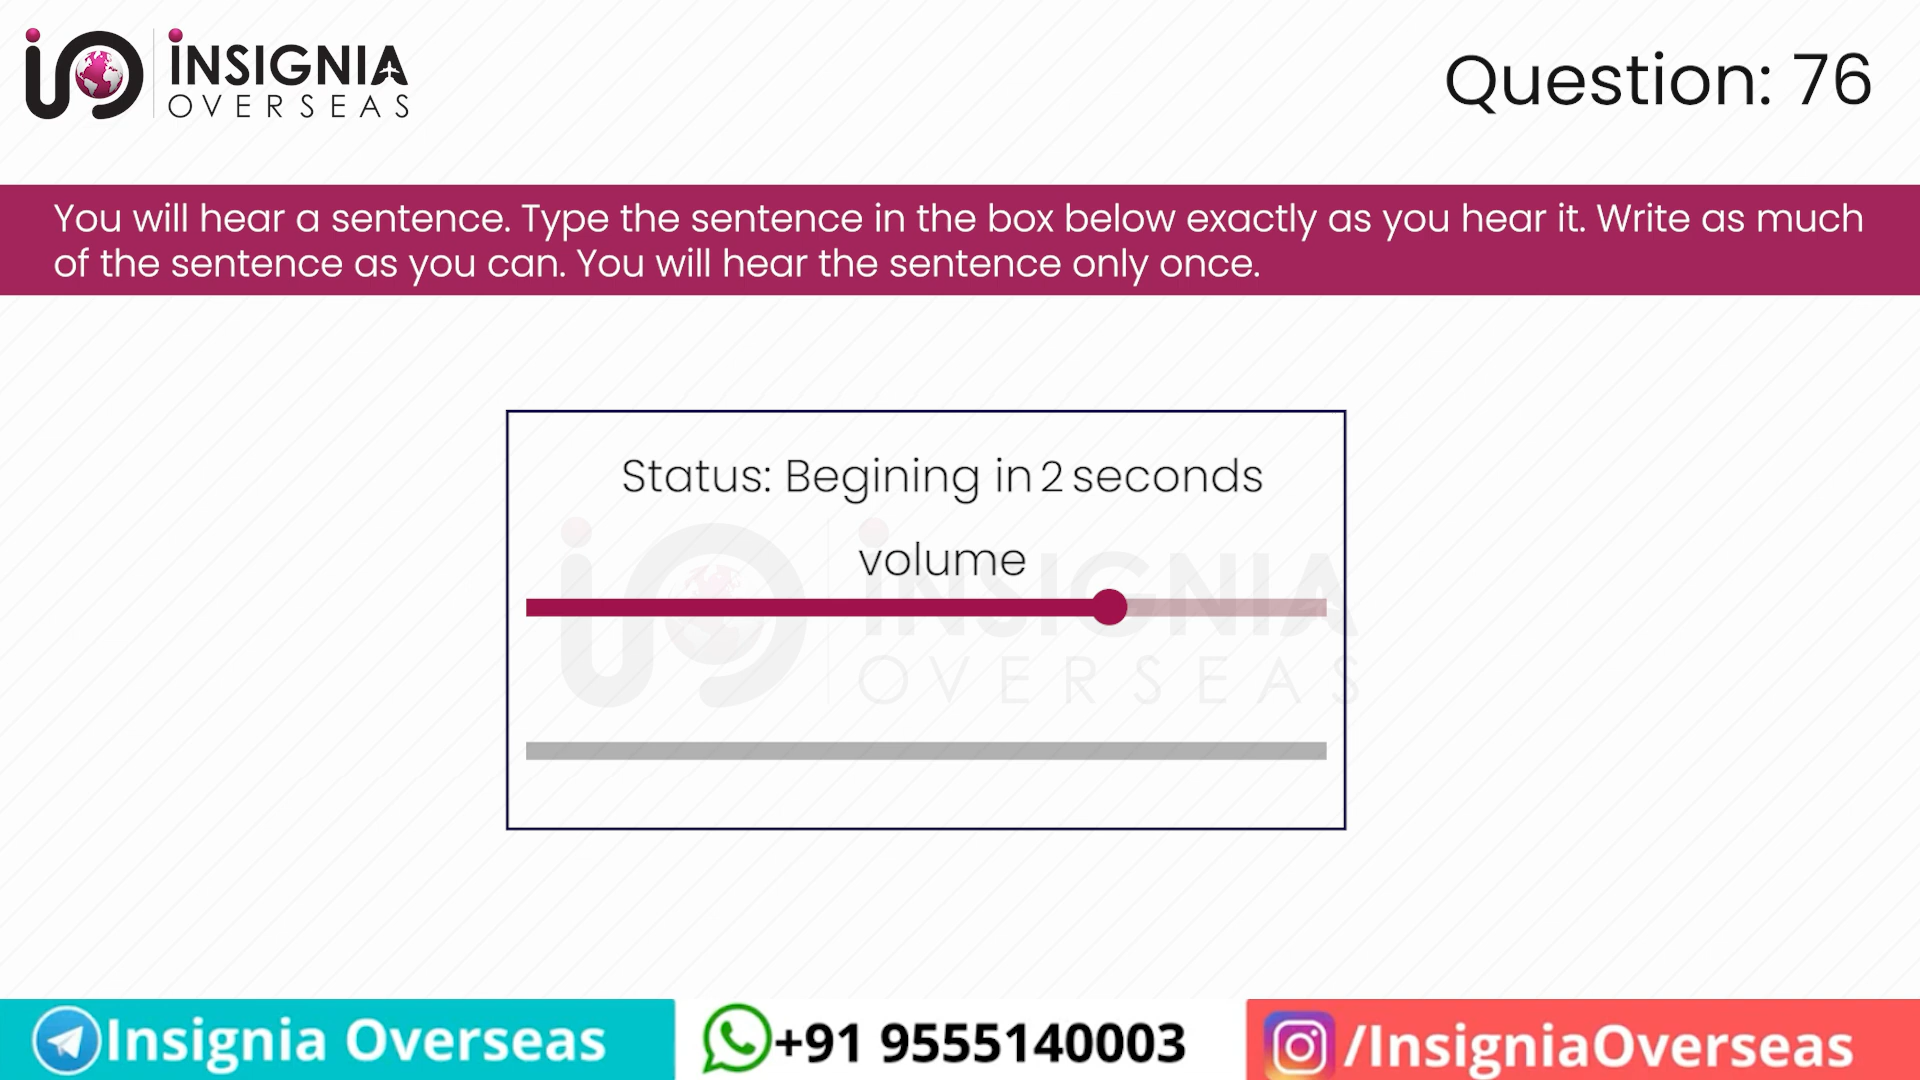 INSIGNIA
OVERSEAS
Question: 76
You will hear a sentence. Type the sentence in the box below exactly as you hear it. Write as much
of the sentence as you can. You will hear the sentence only once.
Status: Begining in 2 seconds
volume
INSIGNIA
OVERSEAS
Insignia Overseas
+91 9555140003
/InsigniaOverseas